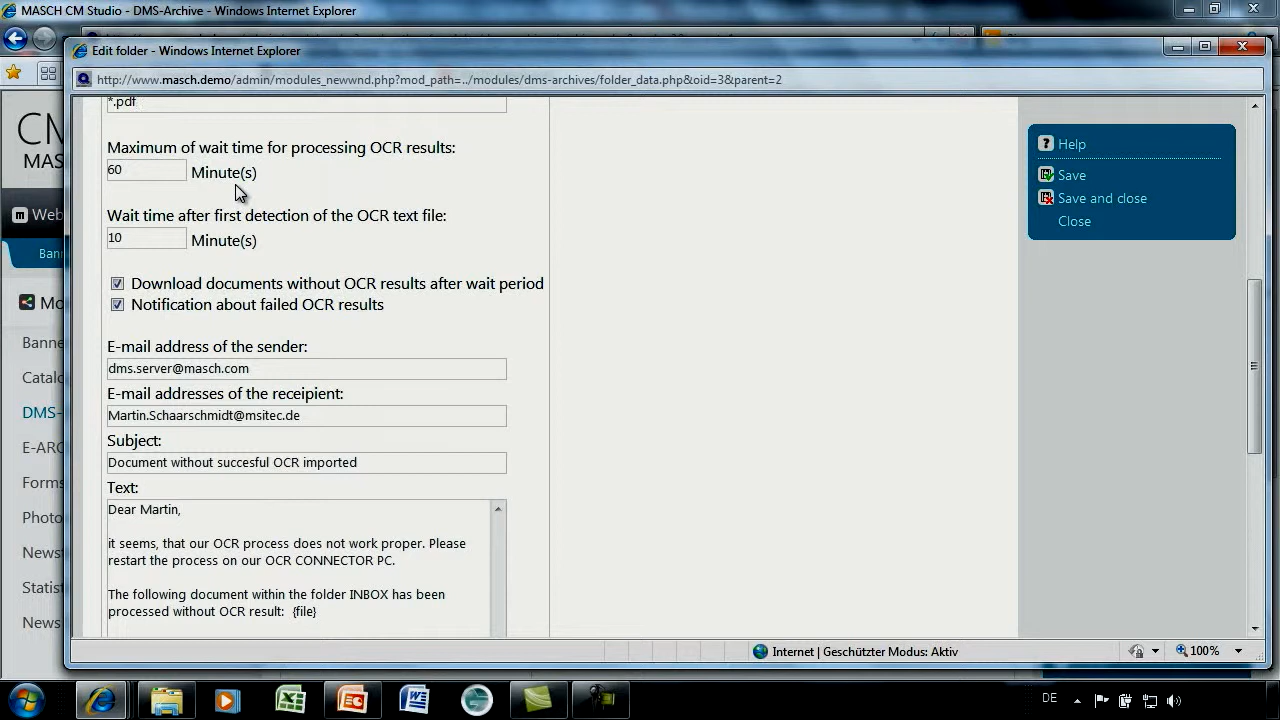 MASCH CM Studio - DMS-Archive - Windows Internet Explorer
Edit folder - Windows Internet Explorer
http://www.masch.demo/admin/modules_newwnd.php?mod_path=../modules/dms-archives/folder_data.php&oid=3&parent=2
CM
MAS
m Web
Bann
Mo
Banne
Catalo
DMS-
E-ARC
Forms
Photo
News
Statis
News
*.pdf
Maximum of wait time for processing OCR results:
60 Minute(s)
Wait time after first detection of the OCR text file:
10 Minute(s)
Download documents without OCR results after wait period
Notification about failed OCR results
E-mail address of the sender:
dms.server@masch.com
E-mail addresses of the receipient:
Martin.Schaarschmidt@msitec.de
Subject:
Document without succesful OCR imported
Text:
Dear Martin,
it seems, that our OCR process does not work proper. Please
restart the process on our OCR CONNECTOR PC.
The following document within the folder INBOX has been
processed without OCR result: {file}
? Help
Save
Save and close
Close
Internet | Geschützter Modus: Aktiv
100%
DE